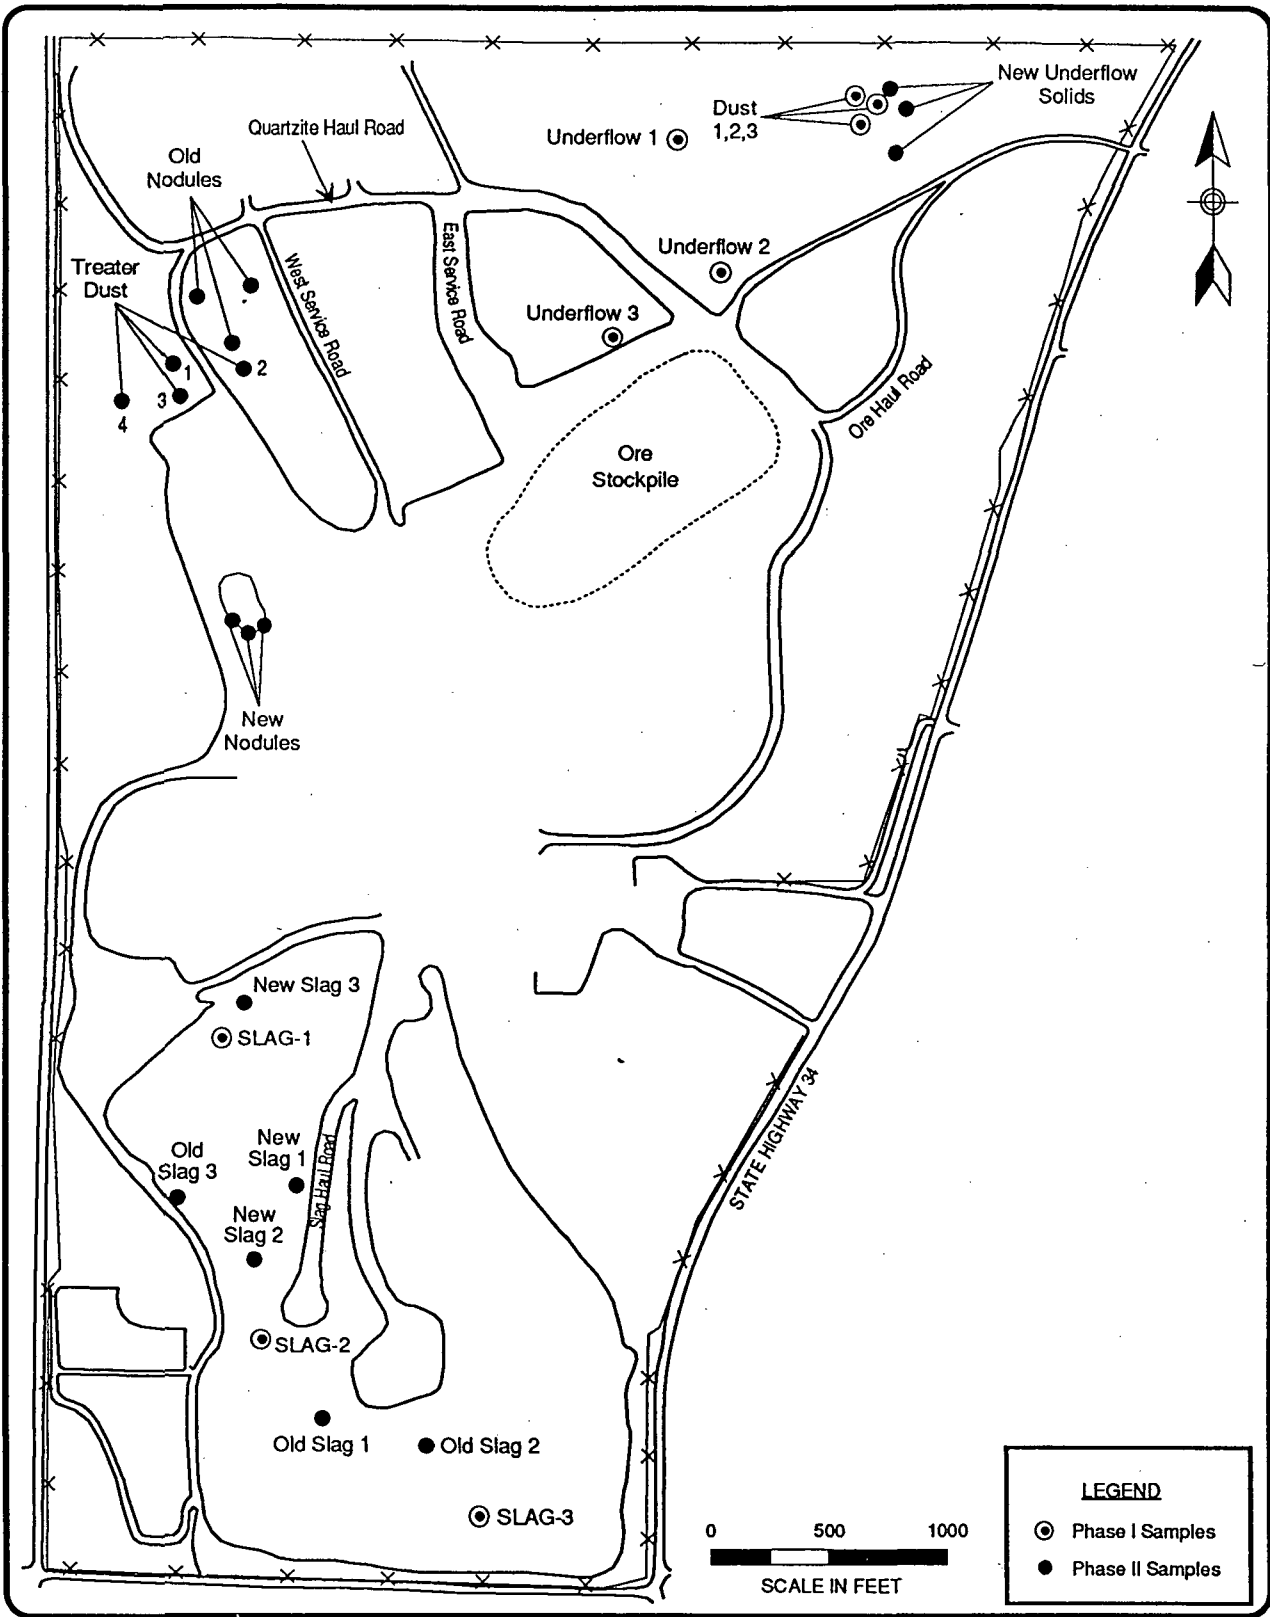 New Underflow
Solids
Dust
1,2,3
Underflow 1
Quartzite Haul Road
Old
Nodules
Underflow 2
Treater
Dust
West Service Road
East Service Road
Underflow 3
1
2
3
4
Ore Haul Road
Ore
Stockpile
New
Nodules
New Slag 3
SLAG-1
STATE HIGHWAY 34
Old
Slag 3
New
Slag 1
Slag Haul Road
New
Slag 2
SLAG-2
Old Slag 1
Old Slag 2
SLAG-3
0 500 1000
SCALE IN FEET
LEGEND
Phase I Samples
Phase II Samples